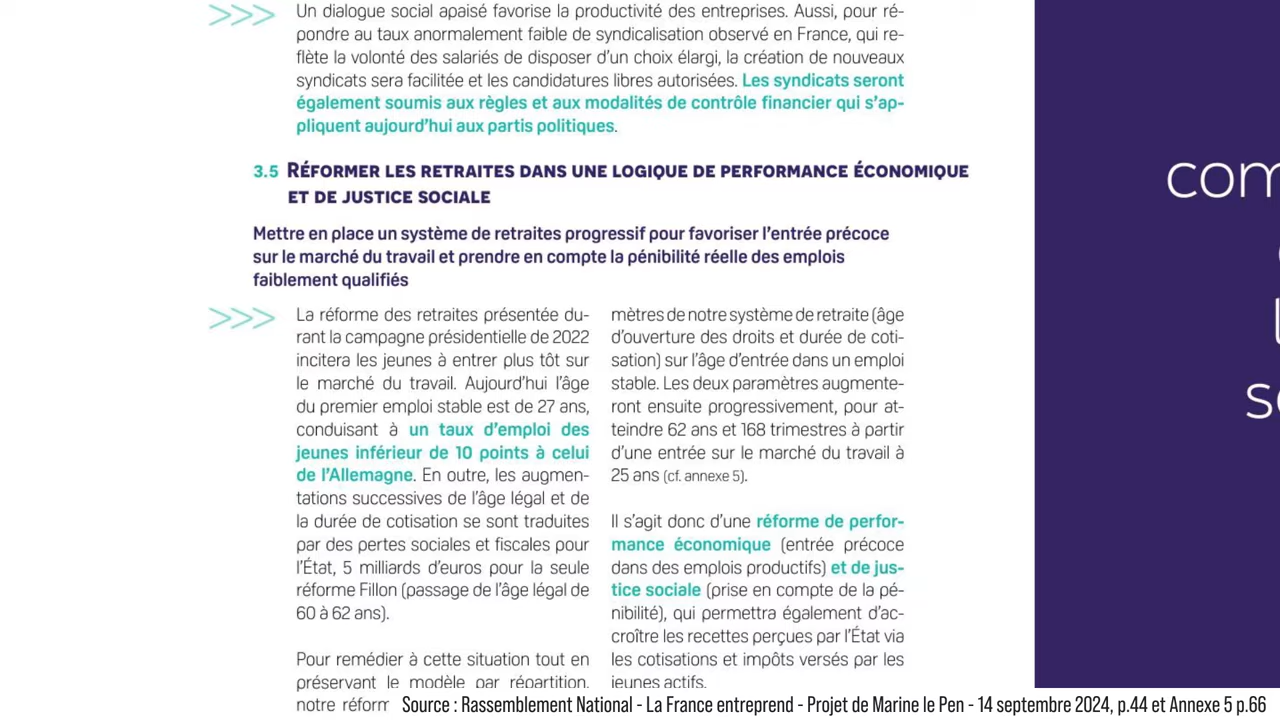 >>> Un dialogue social apaisé favorise la productivité des entreprises. Aussi, pour ré-
pondre au taux anormalement faible de syndicalisation observé en France, qui re-
flète la volonté des salariés de disposer d'un choix élargi, la création de nouveaux
syndicats sera facilitée et les candidatures libres autorisées. Les syndicats seront
également soumis aux règles et aux modalités de contrôle financier qui s'ap-
pliquent aujourd'hui aux partis politiques.
3.5 RÉFORMER LES RETRAITES DANS UNE LOGIQUE DE PERFORMANCE ÉCONOMIQUE
ET DE JUSTICE SOCIALE
Mettre en place un système de retraites progressif pour favoriser l'entrée précoce
sur le marché du travail et prendre en compte la pénibilité réelle des emplois
faiblement qualifiés
>>> La réforme des retraites présentée du-
rant la campagne présidentielle de 2022
incitera les jeunes à entrer plus tôt sur
le marché du travail. Aujourd'hui l'âge
du premier emploi stable est de 27 ans,
conduisant à un taux d'emploi des
jeunes inférieur de 10 points à celui
de l'Allemagne. En outre, les augmen-
tations successives de l'âge légal et de
la durée de cotisation se sont traduites
par des pertes sociales et fiscales pour
l'État, 5 milliards d'euros pour la seule
réforme Fillon (passage de l'âge légal de
60 à 62 ans).
Pour remédier à cette situation tout en
préservant le modèle par répartition,
notre réform
mètres de notre système de retraite (âge
d'ouverture des droits et durée de coti-
sation) sur l'âge d'entrée dans un emploi
stable. Les deux paramètres augmente-
ront ensuite progressivement, pour at-
teindre 62 ans et 168 trimestres à partir
d'une entrée sur le marché du travail à
25 ans (cf. annexe 5).
Il s'agit donc d'une réforme de perfor-
mance économique (entrée précoce
dans des emplois productifs) et de jus-
tice sociale (prise en compte de la pé-
nibilité), qui permettra également d'ac-
croître les recettes perçues par l'État via
les cotisations et impôts versés par les
jeunes actifs.
com
s
Source : Rassemblement National - La France entreprend - Projet de Marine le Pen - 14 septembre 2024, p.44 et Annexe 5 p.66